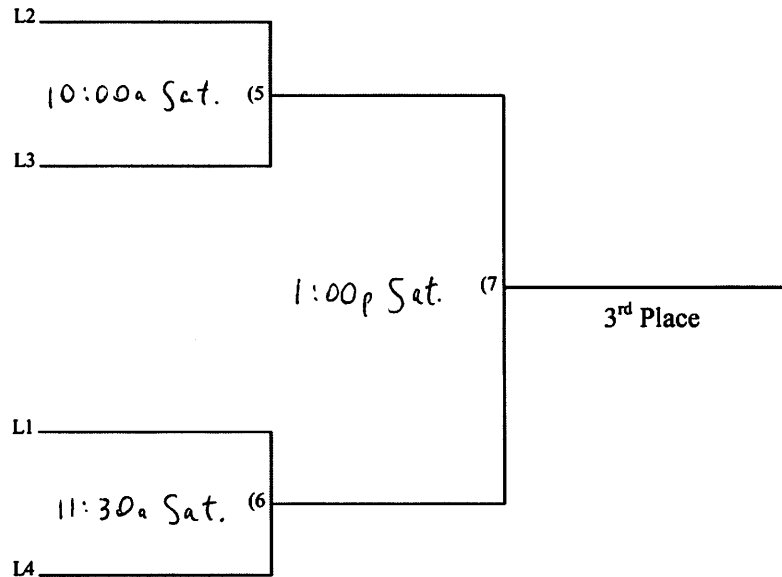 L2
10:00a Sat. (5
L3
1:00p Sat. (7
3rd Place
L1
11:30a Sat. (6
L4